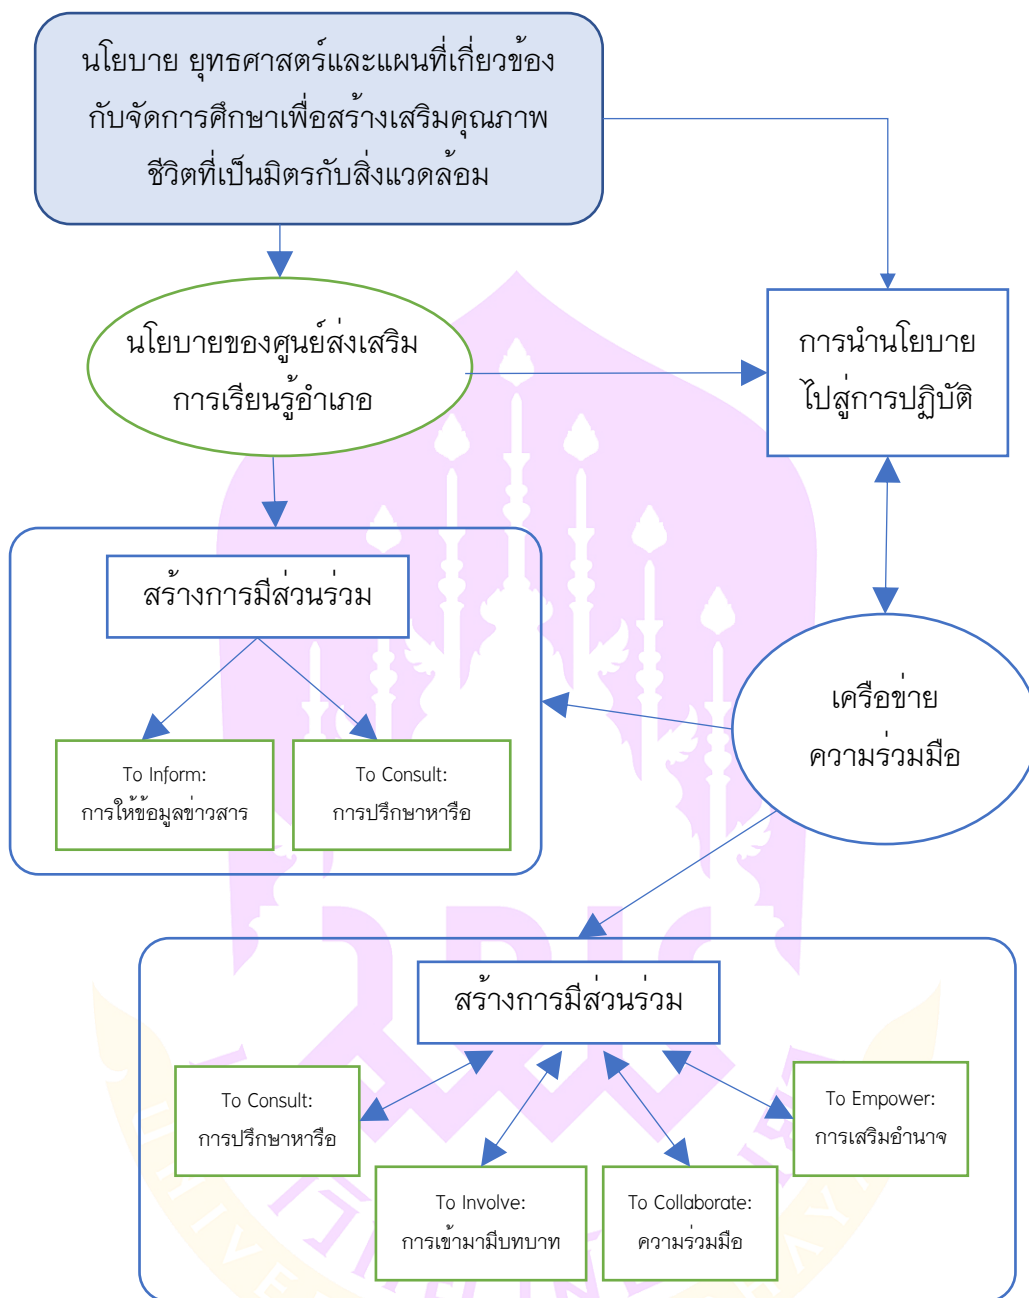 นโยบาย ยุทธศาสตร์และแผนที่เกี่ยวข้อง
กับจัดการศึกษาเพื่อสร้างเสริมคุณภาพ
ชีวิตที่เป็นมิตรกับสิ่งแวดล้อม
นโยบายของศูนย์ส่งเสริม
การเรียนรู้อำเภอ
การนำนโยบาย
ไปสู่การปฏิบัติ
สร้างการมีส่วนร่วม
To Inform:
การให้ข้อมูลข่าวสาร
To Consult:
การปรึกษาหารือ
เครือข่าย
ความร่วมมือ
สร้างการมีส่วนร่วม
To Consult:
การปรึกษาหารือ
To Involve:
การเข้ามามีบทบาท
To Collaborate:
ความร่วมมือ
To Empower:
การเสริมอำนาจ